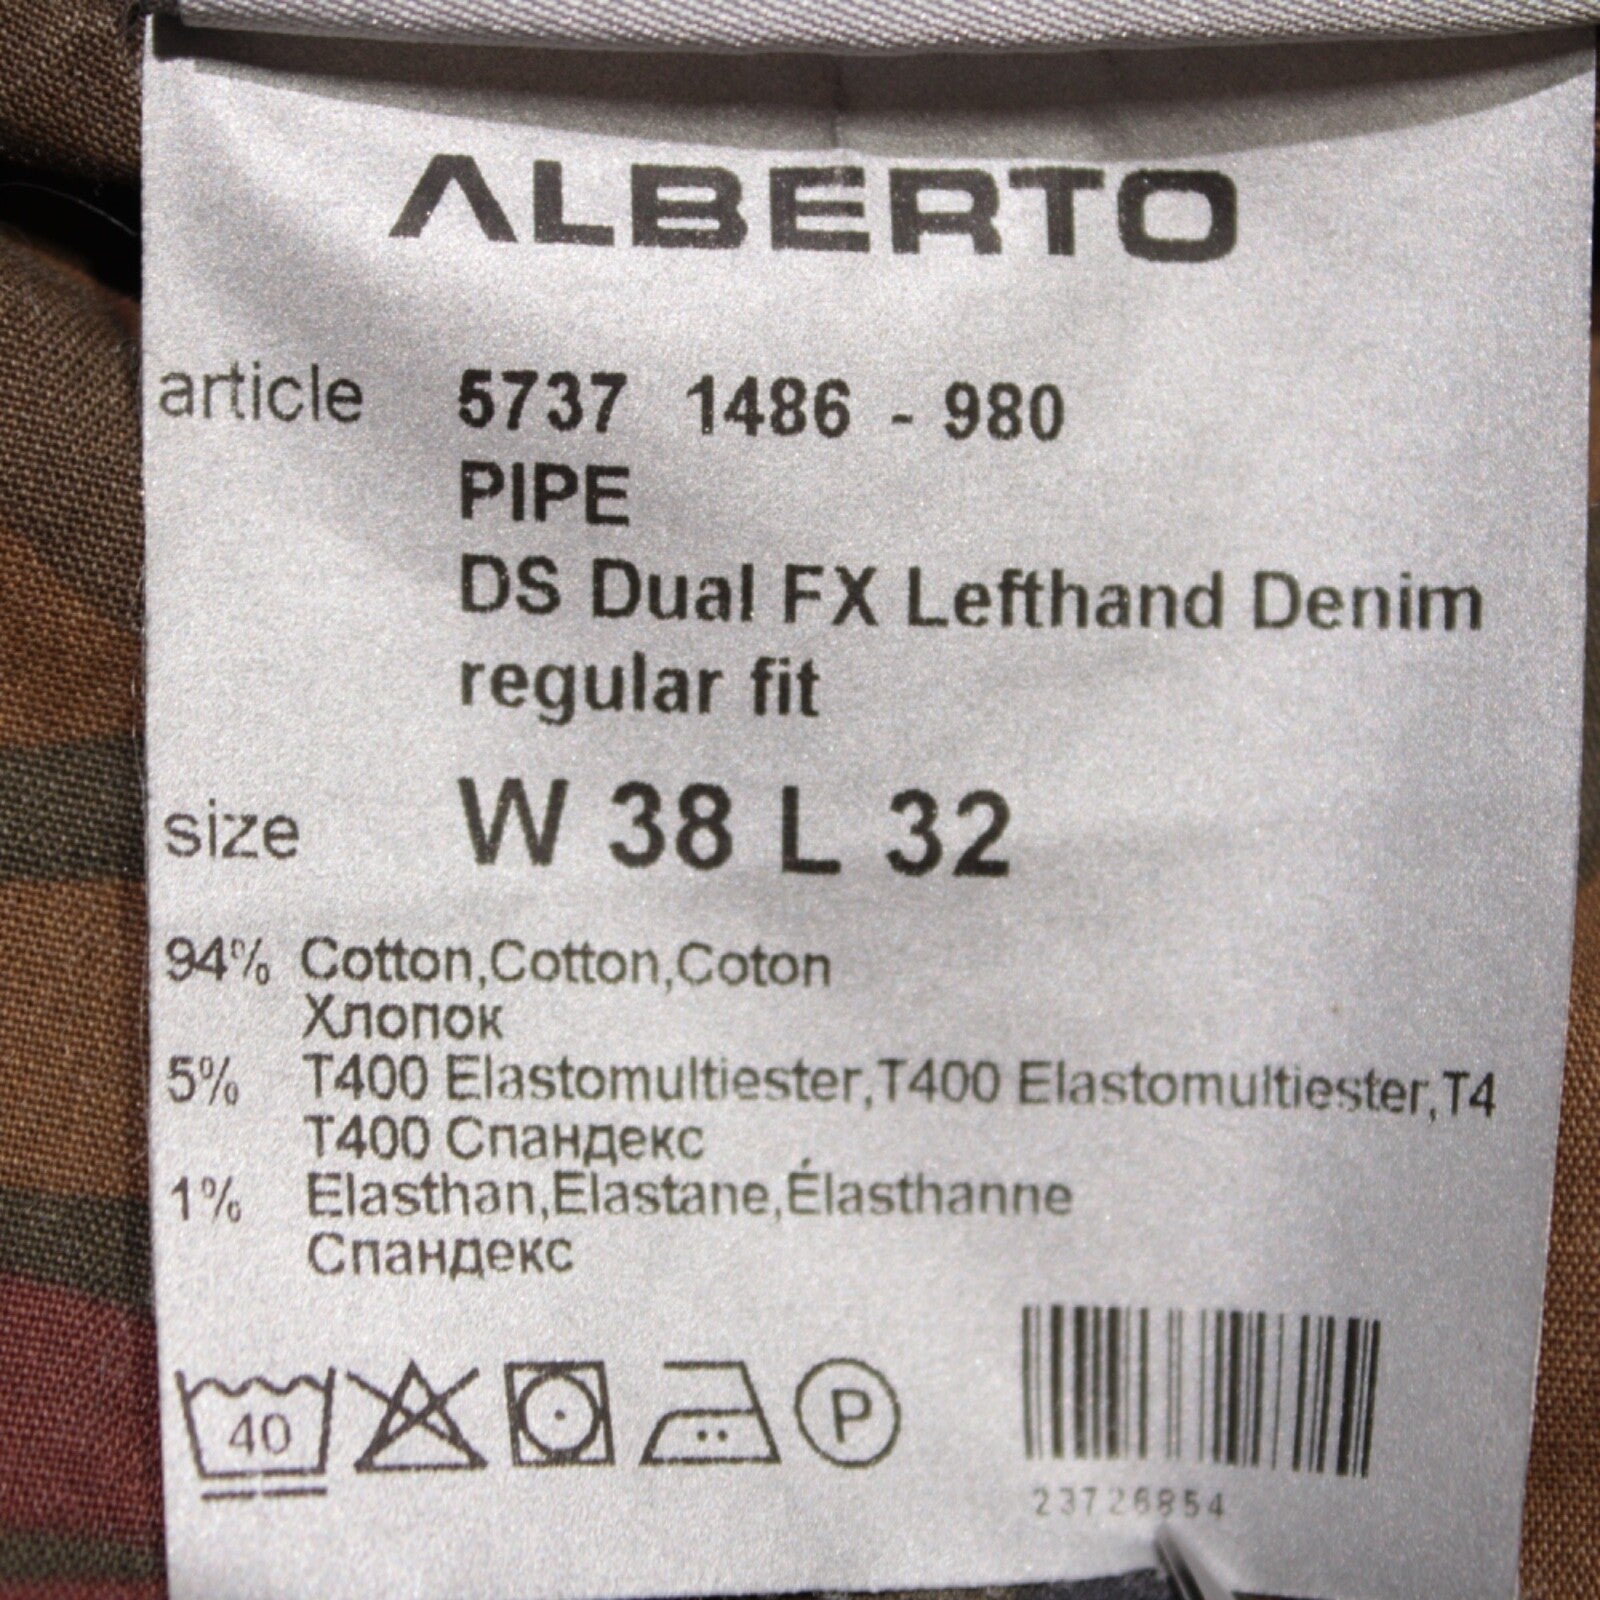 ALBERTO
article 5737 1486 - 980
PIPE
DS Dual FX Lefthand Denim
regular fit
size W 38 L 32
94% Cotton,Cotton,Coton
Хлопок
5% T400 Elastomultiester,T400 Elastomultiester,T4
T400 Спандекс
1% Elasthan,Elastane,Élasthanne
Спандекс
40 P
23726854